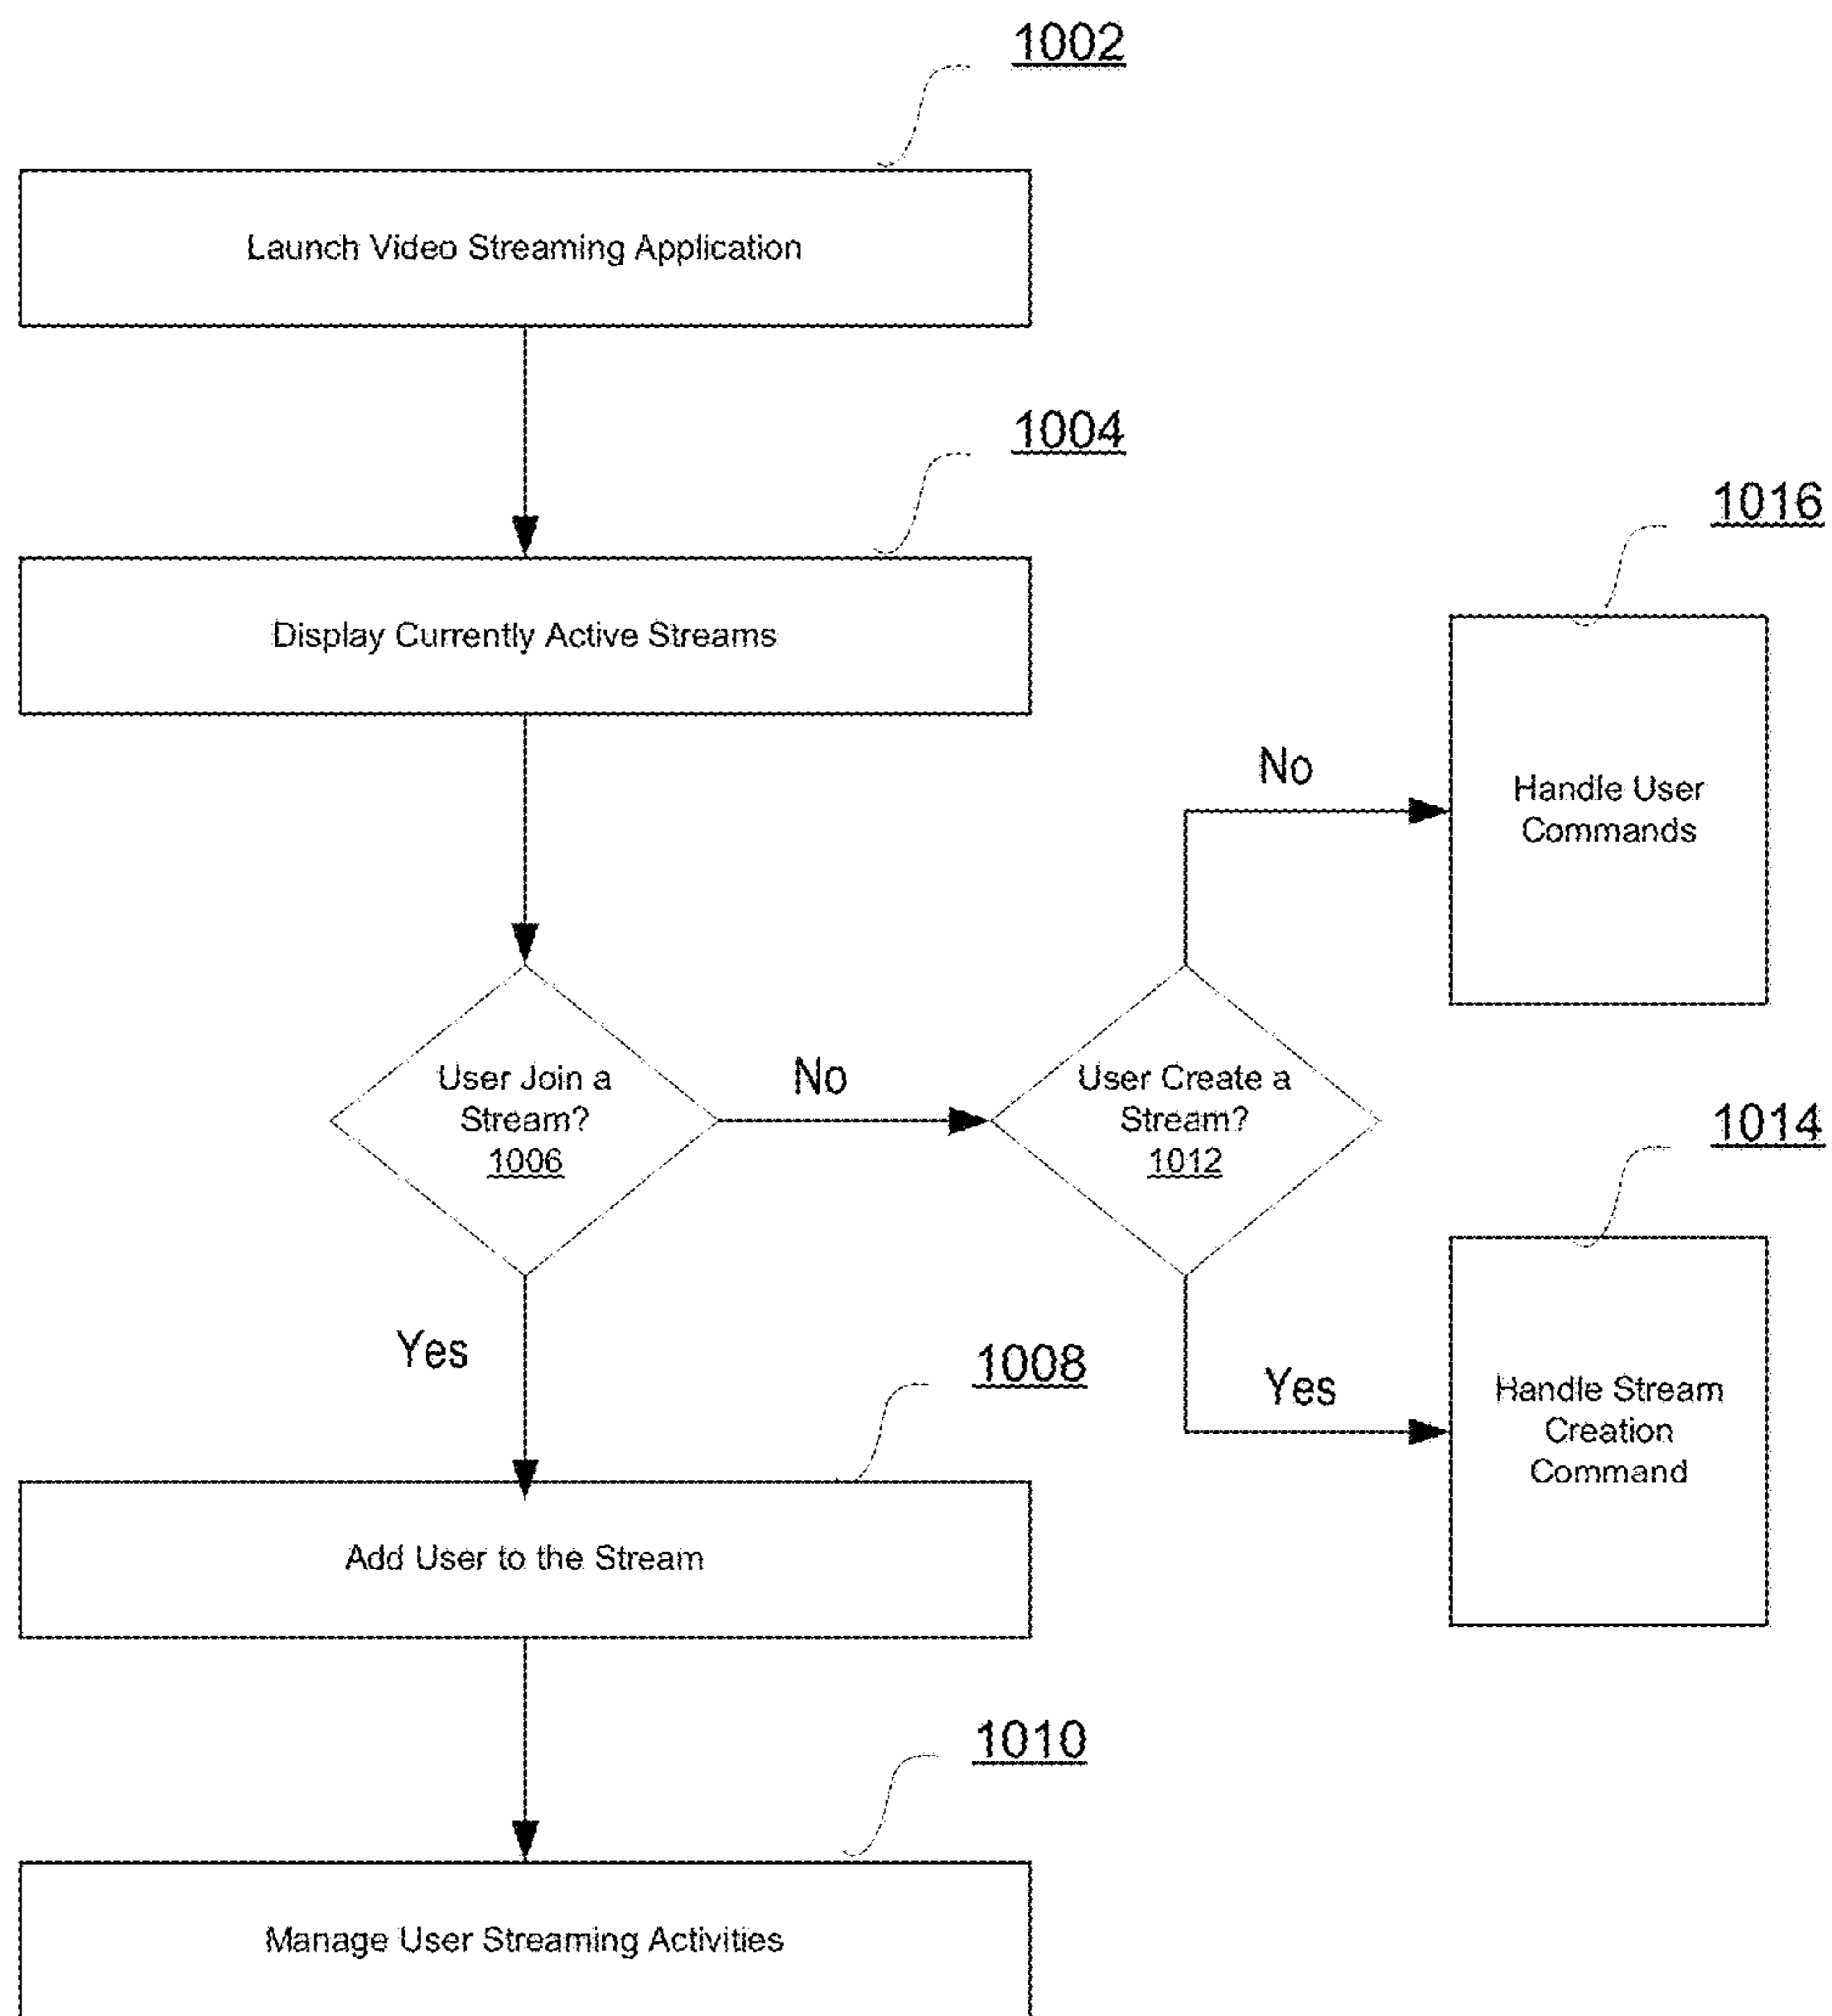 1002
Launch Video Streaming Application
1004
Display Currently Active Streams
1016
Handle User
Commands
No
User Join a
Stream?
1006
No
User Create a
Stream?
1012
Yes
1014
Handle Stream
Creation
Command
Yes
1008
Add User to the Stream
1010
Manage User Streaming Activities